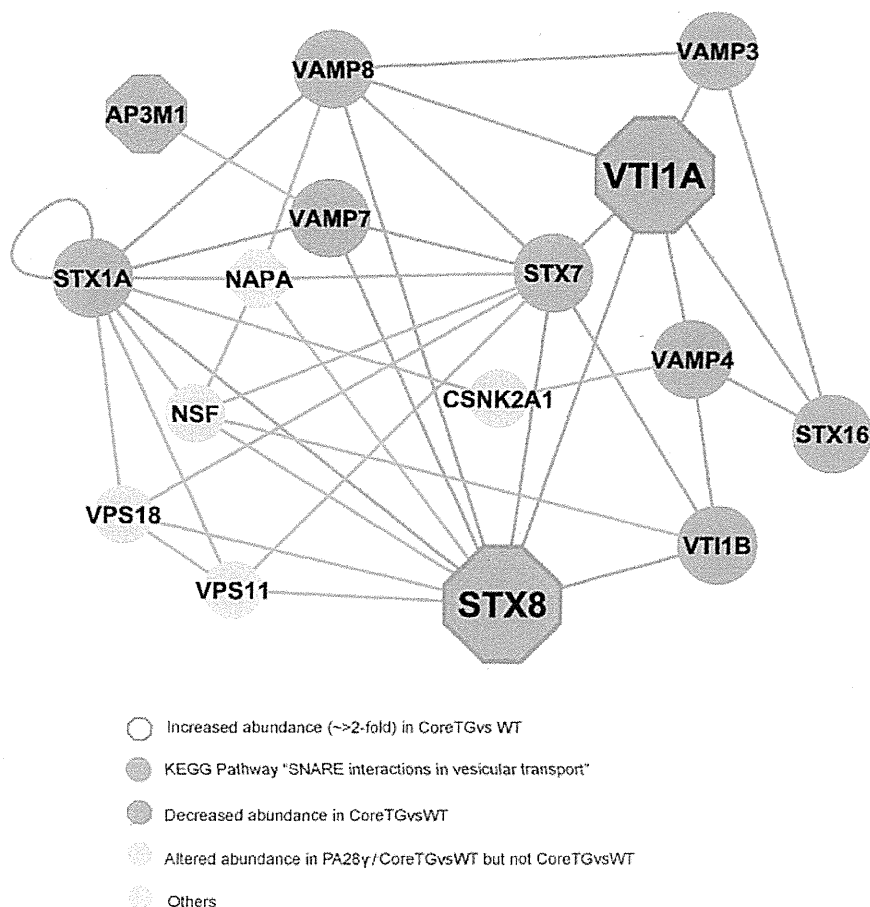 VAMP3
VAMP8
AP3M1
VTI1A
VAMP7
STX1A
NAPA
STX7
VAMP4
CSNK2A1
NSF
STX16
VPS18
VTI1B
VPS11
STX8
Increased abundance (~>2-fold) in CoreTGvs WT
KEGG Pathway "SNARE interactions in vesicular transport"
Decreased abundance in CoreTGvsWT
Altered abundance in PA28γ/CoreTGvsWT but not CoreTGvsWT
Others